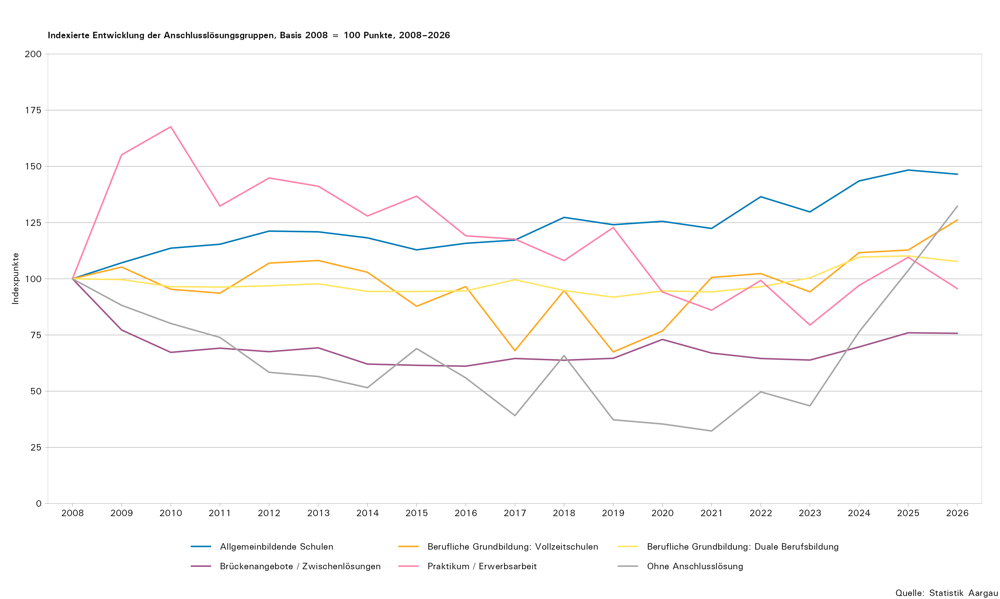 Indexierte Entwicklung der Anschlusslösungsgruppen, Basis 2008 = 100 Punkte, 2008–2026
200
175
150
125
100
75
50
25
0
Indexpunkte
2008 2009 2010 2011 2012 2013 2014 2015 2016 2017 2018 2019 2020 2021 2022 2023 2024 2025 2026
Allgemeinbildende Schulen Berufliche Grundbildung: Vollzeitschulen Berufliche Grundbildung: Duale Berufsbildung
Brückenangebote / Zwischenlösungen Praktikum / Erwerbsarbeit Ohne Anschlusslösung
Quelle: Statistik Aargau